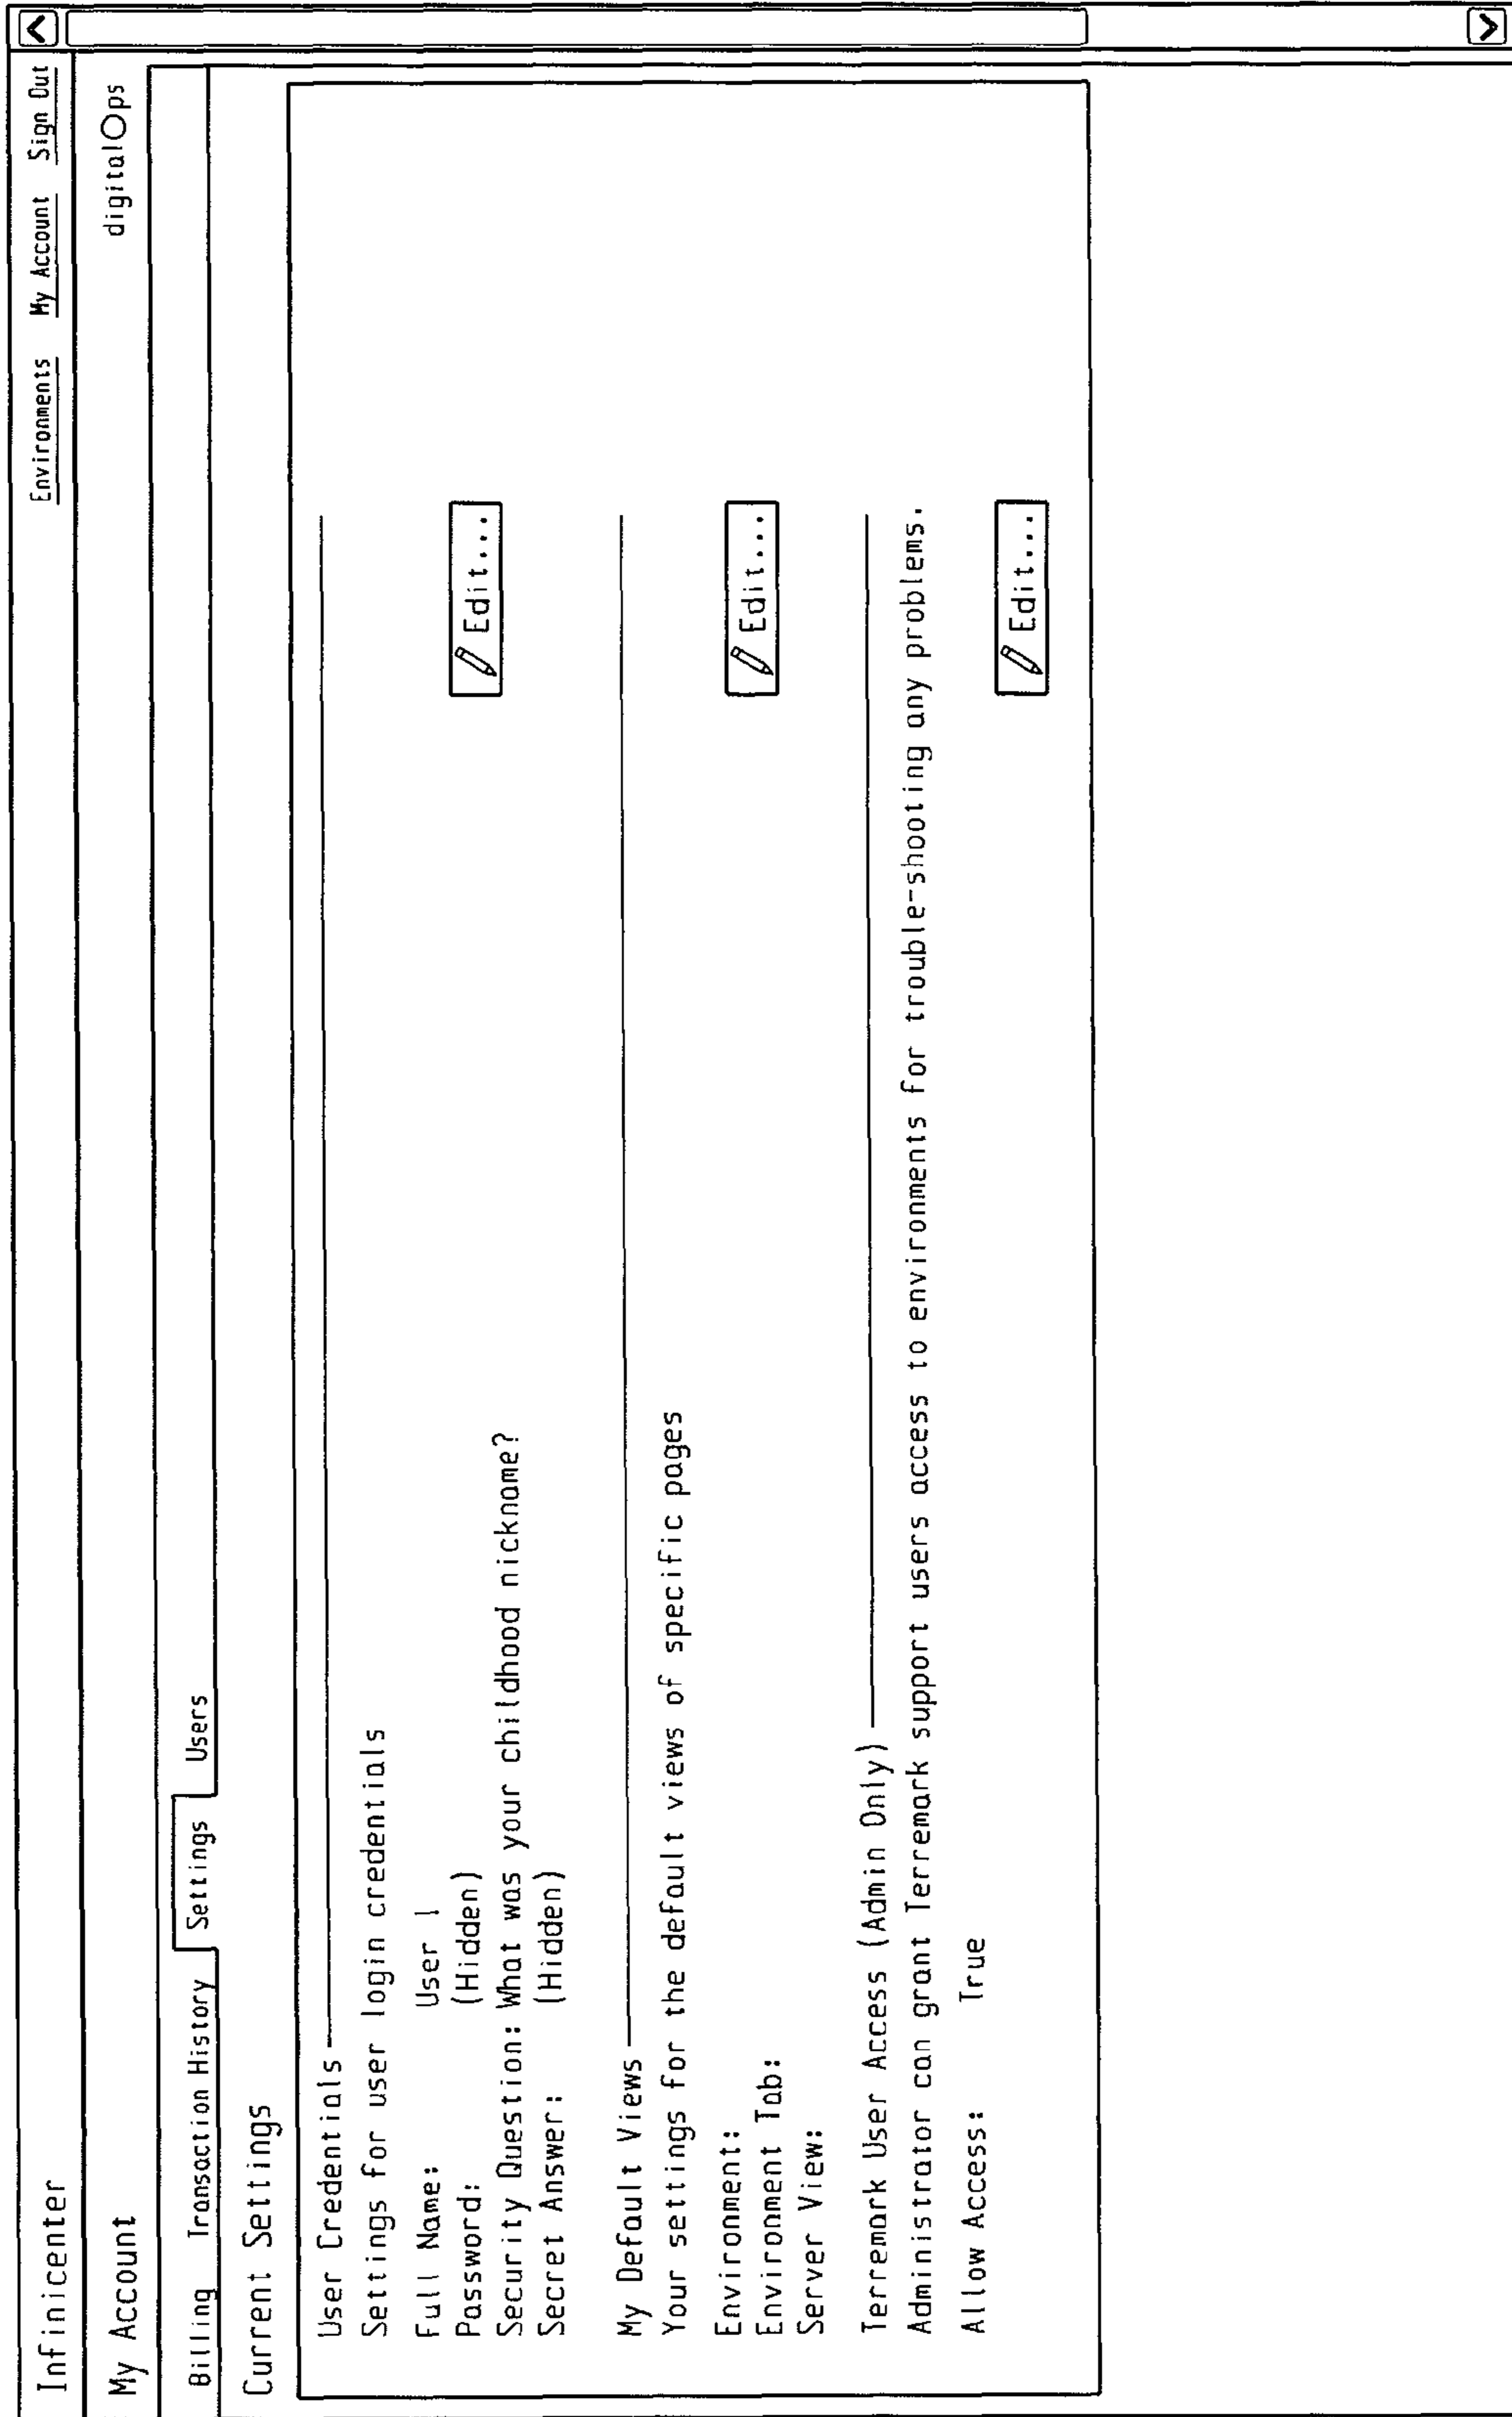 Infinicenter Environments My Account Sign Out
My Account digitalOps
Billing Transaction History Settings Users
Current Settings
User Credentials
Settings for user login credentials
Full Name: User 1
Password: (Hidden)
Security Question: What was your childhood nickname?
Secret Answer: (Hidden)
Edit...
My Default Views
Your settings for the default views of specific pages
Environment:
Environment Tab:
Server View:
Edit...
Terremark User Access (Admin Only)
Administrator can grant Terremark support users access to environments for trouble-shooting any problems.
Allow Access: True
Edit...